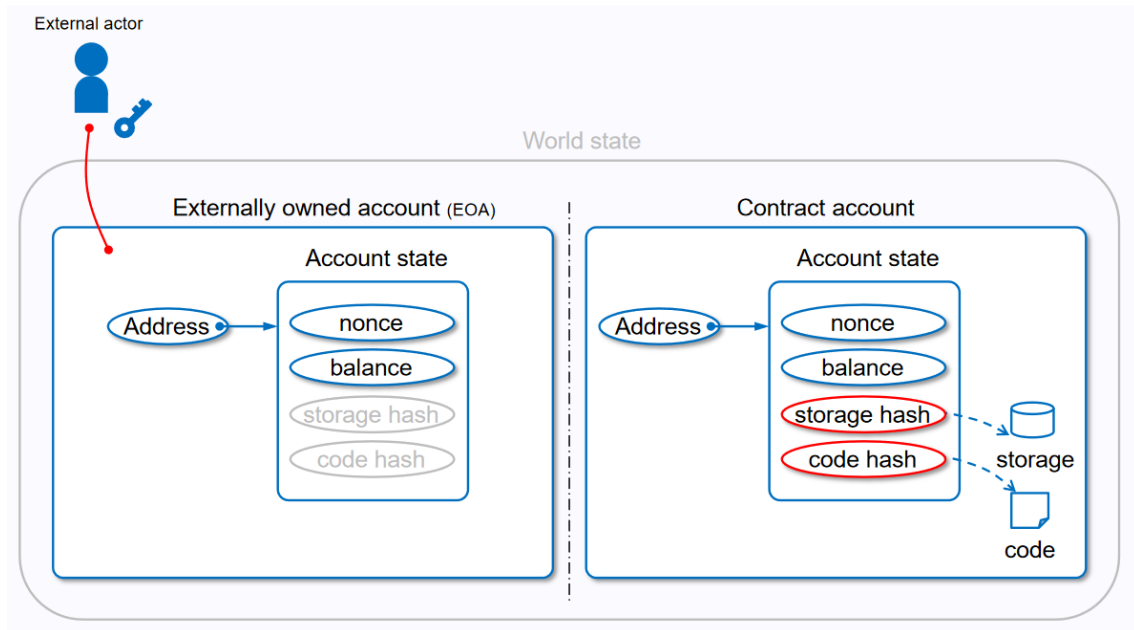 External actor
World state
Externally owned account (EOA)
Account state
Address
nonce
balance
storage hash
code hash
Contract account
Account state
Address
nonce
balance
storage hash
code hash
storage
code